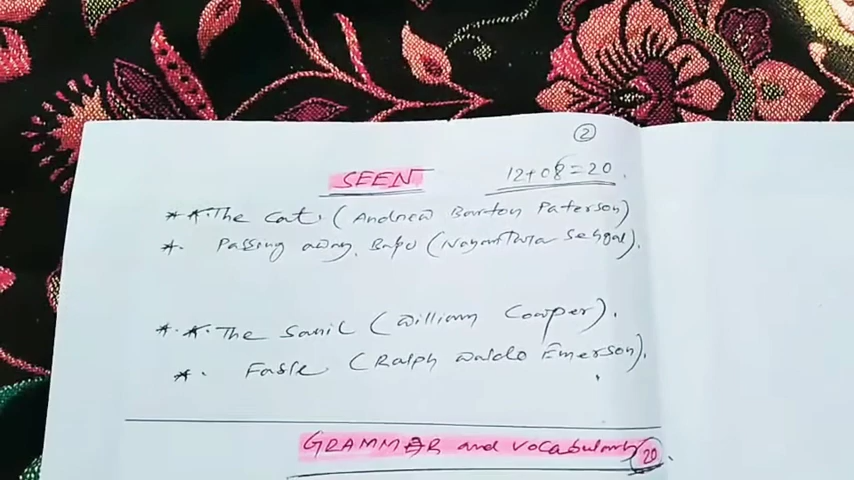 2
SEEN 12+08=20
**The Cat. (Andrew Barton Paterson)
* Passing away Bapu (Nayantara Sehgal).
**The Snail (William Cowper).
* Fable (Ralph Waldo Emerson).
GRAMMAR and vocabulary 20